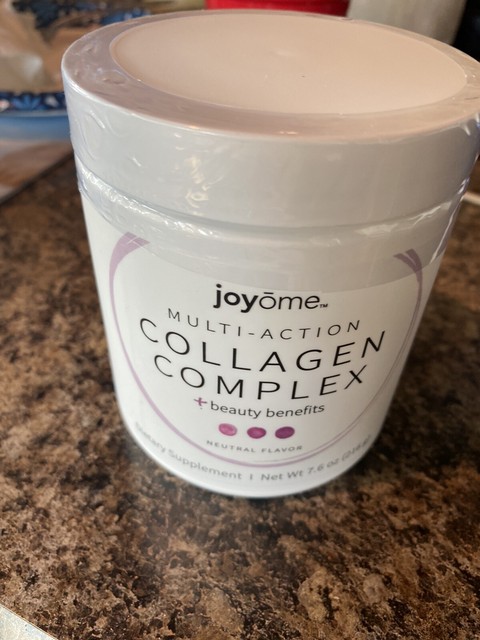 joyōme™
MULTI-ACTION
COLLAGEN
COMPLEX
+ beauty benefits
NEUTRAL FLAVOR
Dietary Supplement | Net Wt 7.6 oz